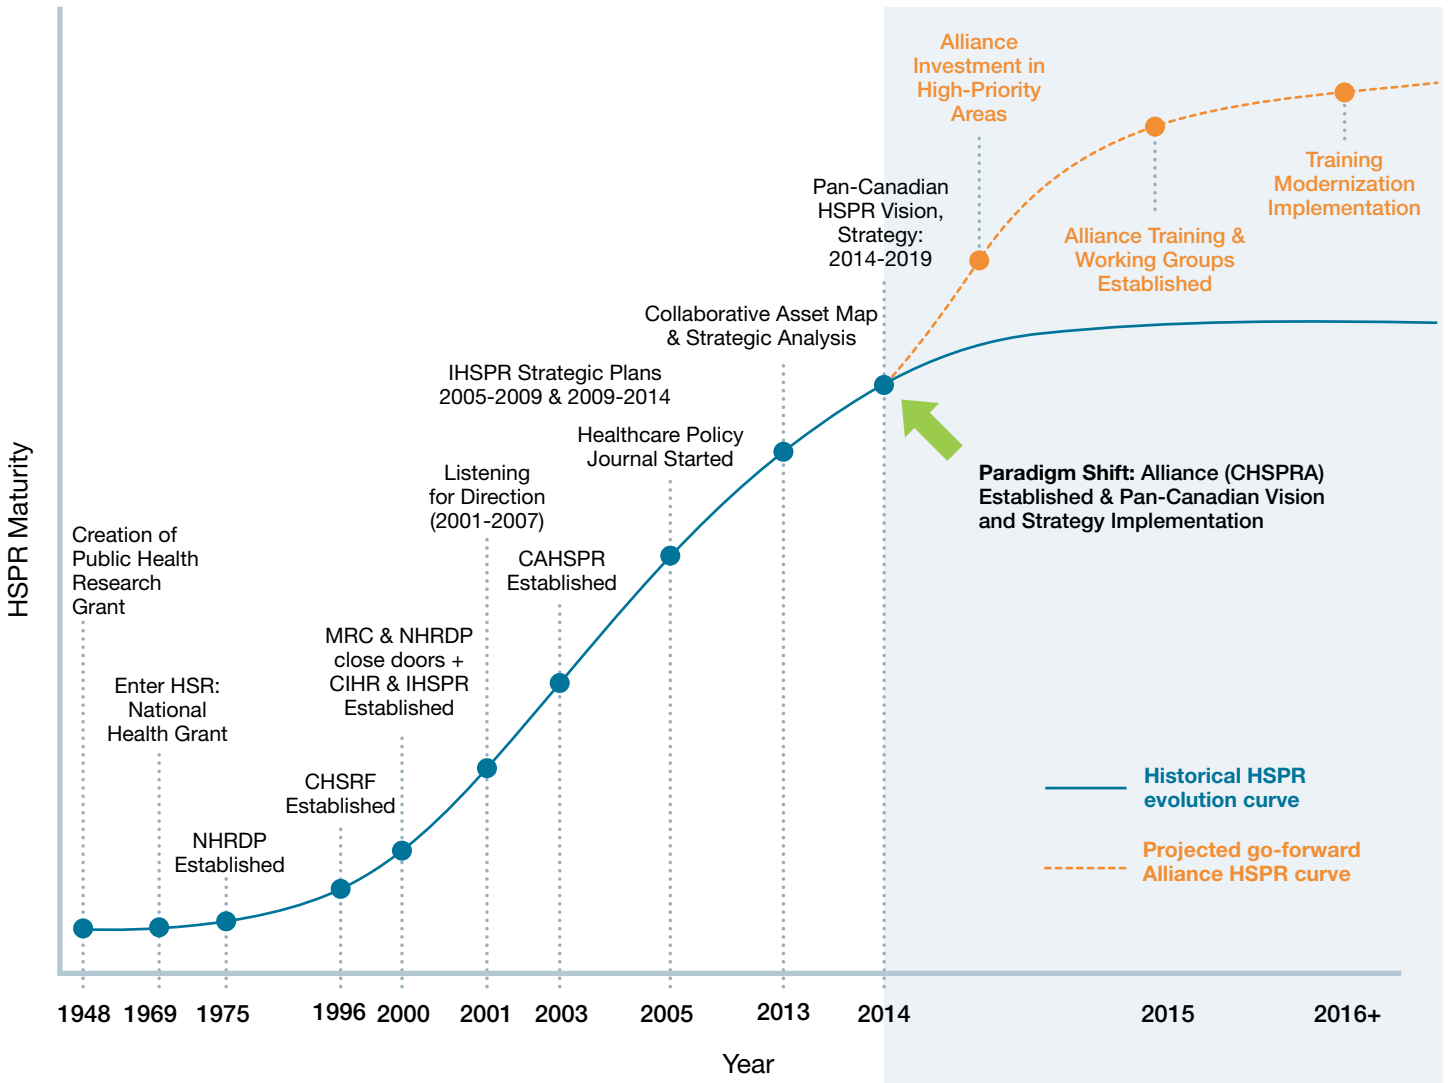 Alliance
Investment in
High-Priority
Areas
Pan-Canadian
HSPR Vision,
Strategy:
2014-2019
Training
Modernization
Implementation
Alliance Training &
Working Groups
Established
Collaborative Asset Map
& Strategic Analysis
IHSPR Strategic Plans
2005-2009 & 2009-2014
Healthcare Policy
Journal Started
Listening
for Direction
(2001-2007)
Paradigm Shift: Alliance (CHSPRA)
Established & Pan-Canadian Vision
and Strategy Implementation
Creation of
Public Health
Research
Grant
CAHSPR
Established
MRC & NHRDP
close doors +
CIHR & IHSPR
Established
Enter HSR:
National
Health Grant
CHSRF
Established
NHRDP
Established
Historical HSPR
evolution curve
Projected go-forward
Alliance HSPR curve
HSPR Maturity
1948 1969 1975 1996 2000 2001 2003 2005 2013 2014 2015 2016+
Year